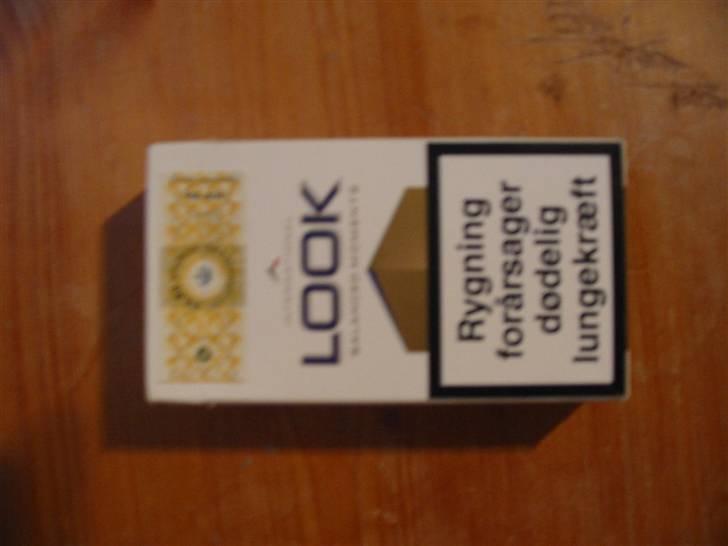 LOOK
BALANCED MOMENTS
Rygning
forårsager
dødelig
lungekræft